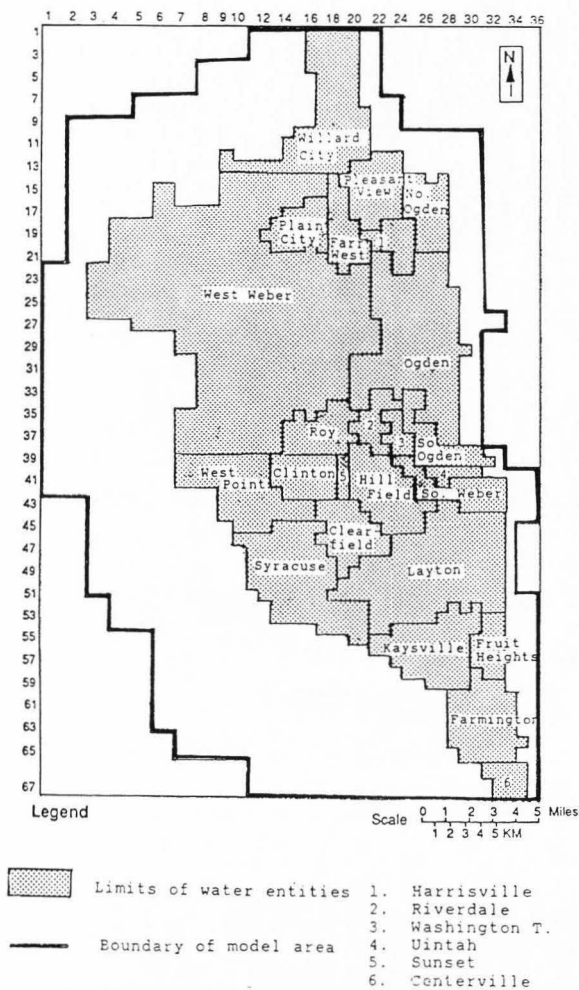 1 2 3 4 5 6 7 8 9 10 12 14 16 18 20 22 24 26 28 30 32 34 36
1
N
3
5
7
9
11
Willard
City
13
Pleasant
View
15
No.
Ogden
17
Plain
City
19
Farr
West
1
21
23
West Weber
25
27
29
Ogden
31
33
35
2
Roy
3
37
So.
Ogden
39
West
Point
Clinton
5
Hill
Field
4
41
So. Weber
43
45
Clear-
field
47
Syracuse
Layton
49
51
53
55
Kaysville
Fruit
Heights
57
59
61
Farmington
63
65
67
6
Legend
Scale
0 1 2 3 4 5 Miles
1 2 3 4 5 KM
Limits of water entities
Boundary of model area
1. Harrisville
2. Riverdale
3. Washington T.
4. Uintah
5. Sunset
6. Centerville